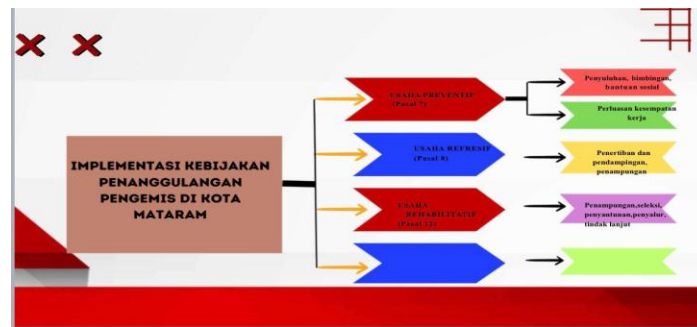 IMPLEMENTASI KEBIJAKAN
PENANGGULANGAN
PENGEMIS DI KOTA
MATARAM
USAHA PREVENTIF
(Pasal 7)
Penyuluhan, bimbingan,
bantuan sosial
Perluasan kesempatan
kerja
USAHA REFRESIF
(Pasal 8)
Penertiban dan
pendampingan,
penampungan
USAHA
REHABILITATIF
(Pasal 12)
Penampungan,seleksi,
penyantunan,penyalur,
tindak lanjut